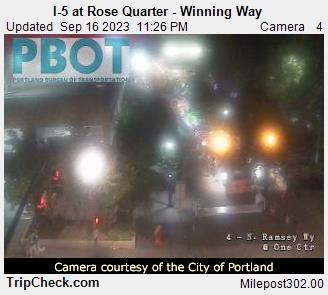 I-5 at Rose Quarter - Winning Way
Updated Sep 16 2023 11:26 PM Camera 4
PBOT
PORTLAND BUREAU OF TRANSPORTATION
4 - N. Ramsey Wy
@ One Ctr
Camera courtesy of the City of Portland
TripCheck.com Milepost302.00